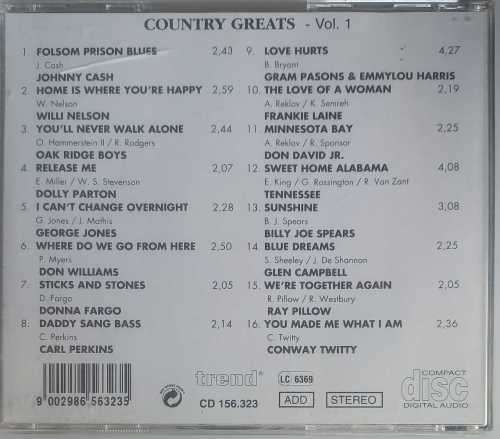 COUNTRY GREATS - Vol. 1
1. FOLSOM PRISON BLUES 2,43
J. Cash
JOHNNY CASH
2. HOME IS WHERE YOU'RE HAPPY 2,59
W. Nelson
WILLI NELSON
3. YOU'LL NEVER WALK ALONE 2,44
O. Hammerstein II / R. Rodgers
OAK RIDGE BOYS
4. RELEASE ME 2,07
E. Miller / W. S. Stevenson
DOLLY PARTON
5. I CAN'T CHANGE OVERNIGHT 2,28
G. Jones / J. Mathis
GEORGE JONES
6. WHERE DO WE GO FROM HERE 2,50
P. Myers
DON WILLIAMS
7. STICKS AND STONES 2,05
D. Fargo
DONNA FARGO
8. DADDY SANG BASS 2,14
C. Perkins
CARL PERKINS
9. LOVE HURTS 4,27
B. Bryant
GRAM PASONS & EMMYLOU HARRIS
10. THE LOVE OF A WOMAN 2,19
A. Reklov / K. Semreh
FRANKIE LAINE
11. MINNESOTA BAY 2,25
A. Reklov / R. Sponsor
DON DAVID JR.
12. SWEET HOME ALABAMA 4,08
E. King / G. Rossington / R. Van Zant
TENNESSEE
13. SUNSHINE 3,08
B. J. Spears
BILLY JOE SPEARS
14. BLUE DREAMS 2,25
S. Sheeley / J. De Shannon
GLEN CAMPBELL
15. WE'RE TOGETHER AGAIN 2,05
R. Pillow / R. Westbury
RAY PILLOW
16. YOU MADE ME WHAT I AM 2,36
C. Twitty
CONWAY TWITTY
9 002986 563235
trend®
CD 156.323
LC 6369
ADD STEREO
COMPACT
disc
DIGITAL AUDIO